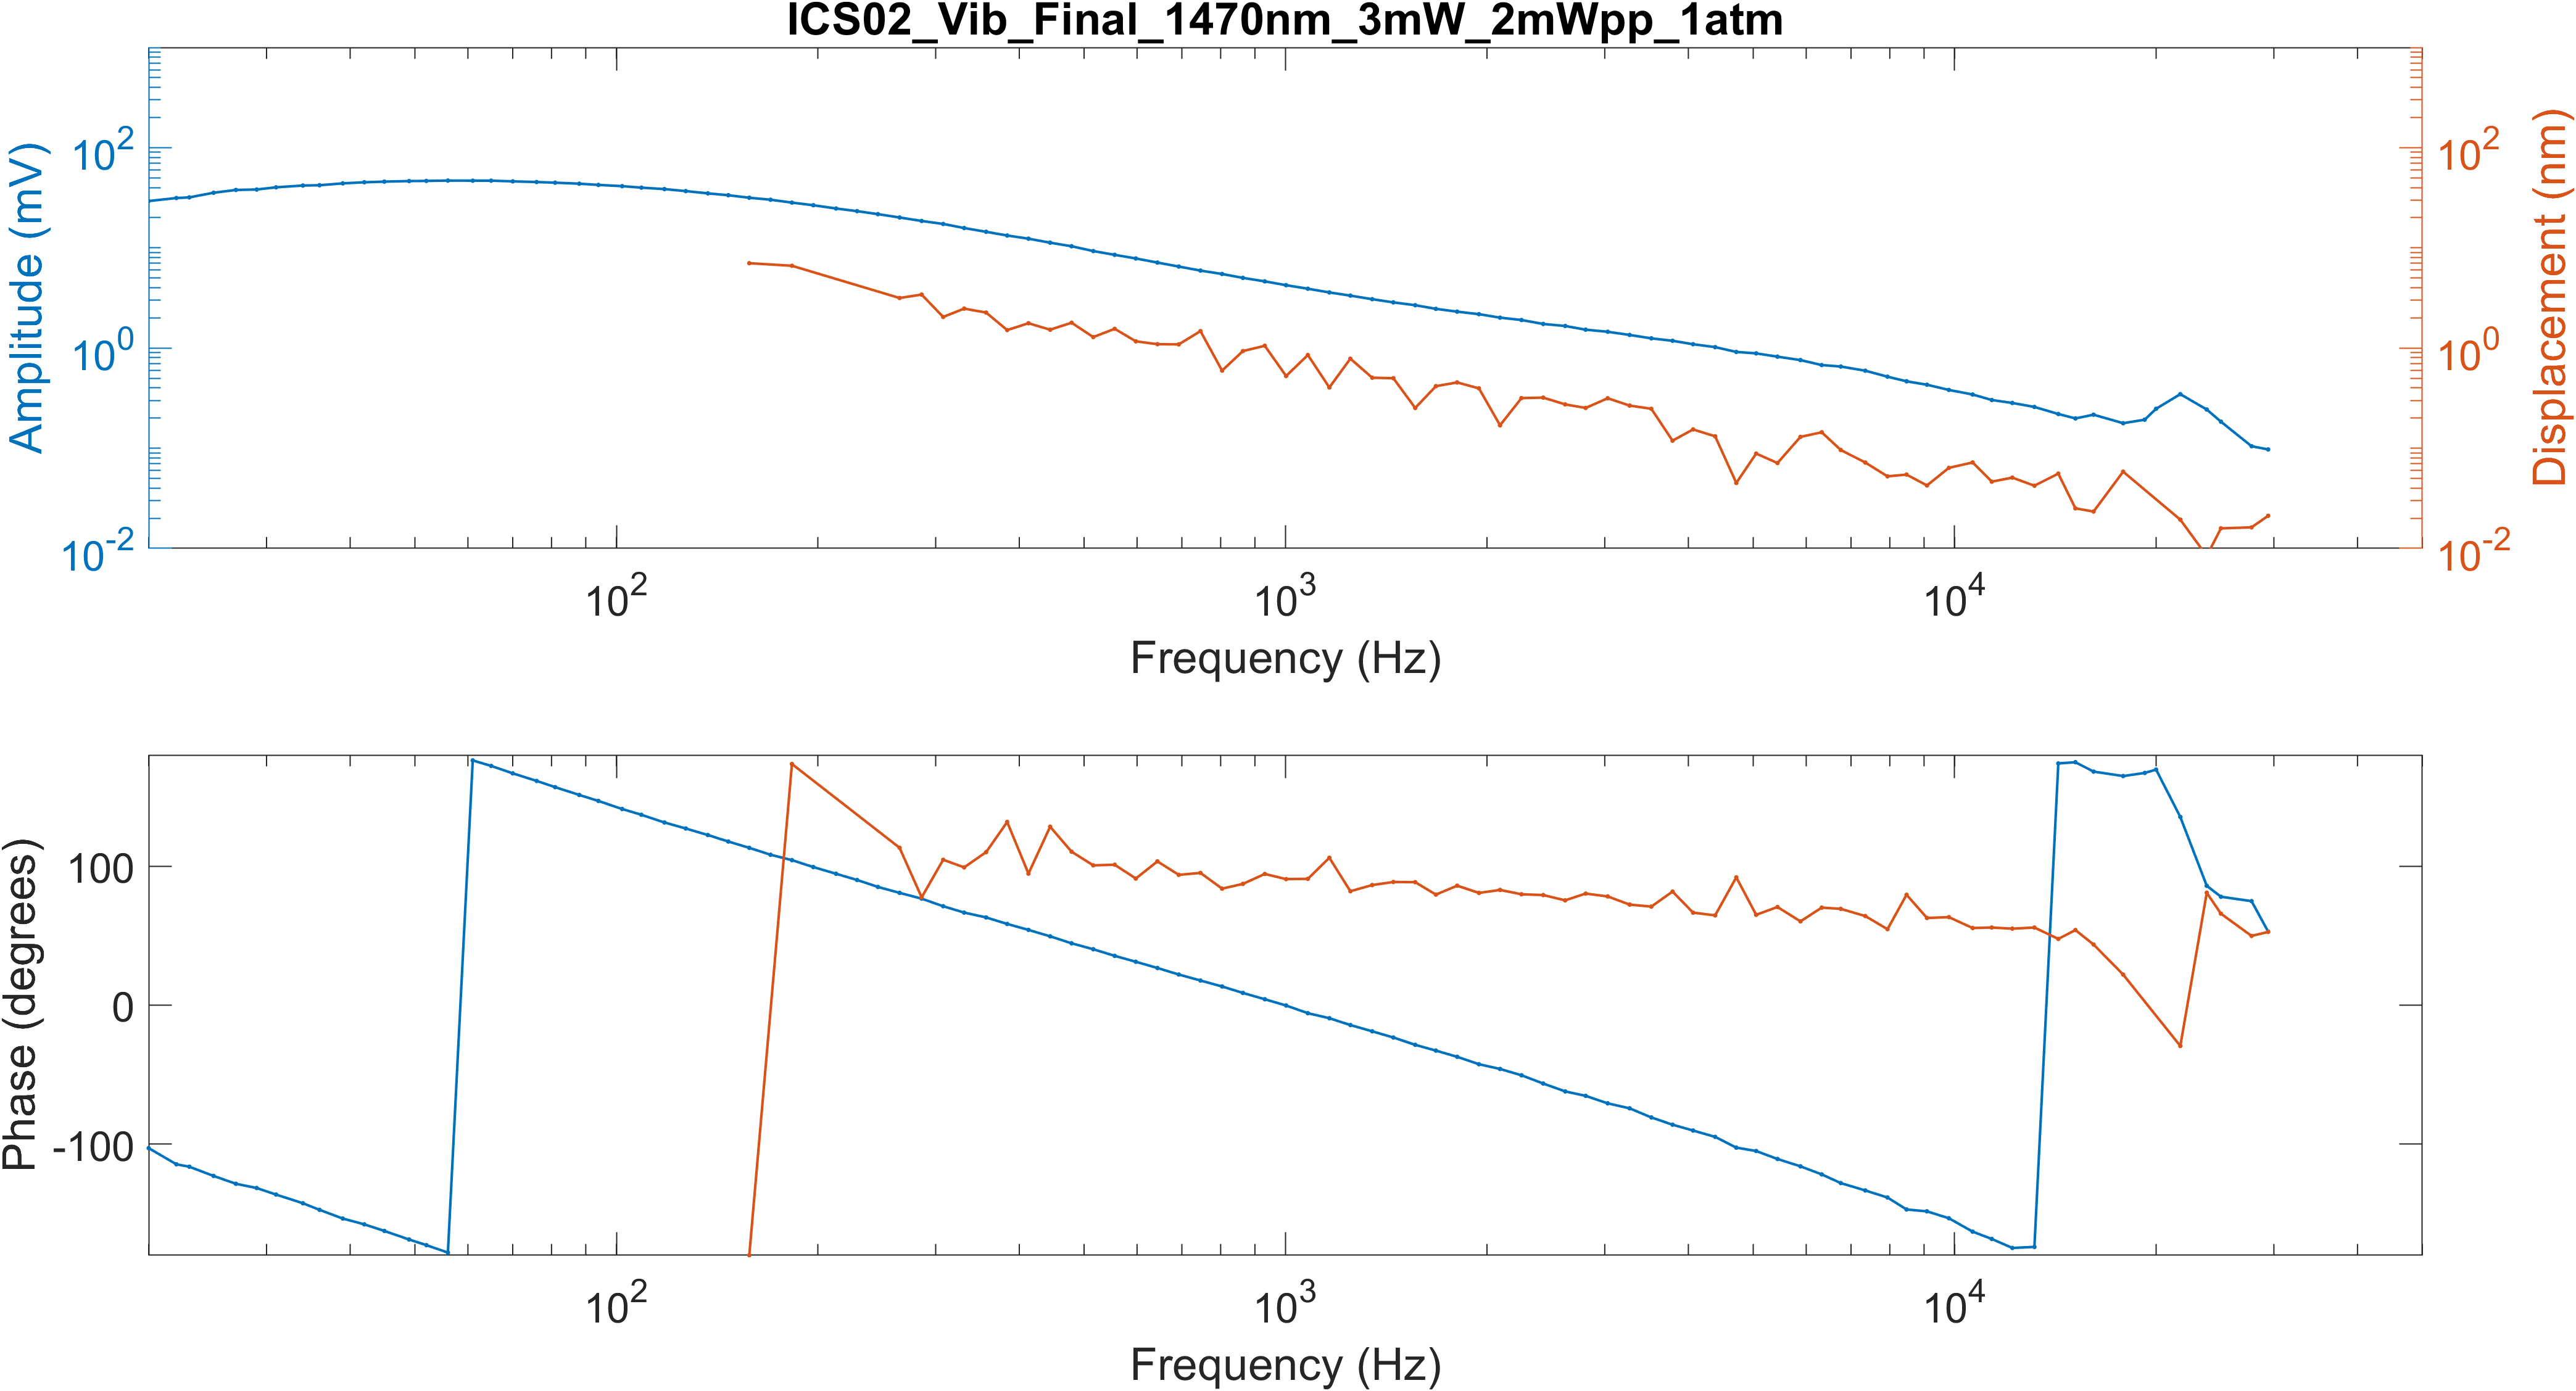 ICS02_Vib_Final_1470nm_3mW_2mWpp_1atm
Amplitude (mV)
10^2
10^0
10^-2
Displacement (nm)
10^2
10^0
10^-2
10^2
10^3
10^4
Frequency (Hz)
Phase (degrees)
100
0
-100
10^2
10^3
10^4
Frequency (Hz)